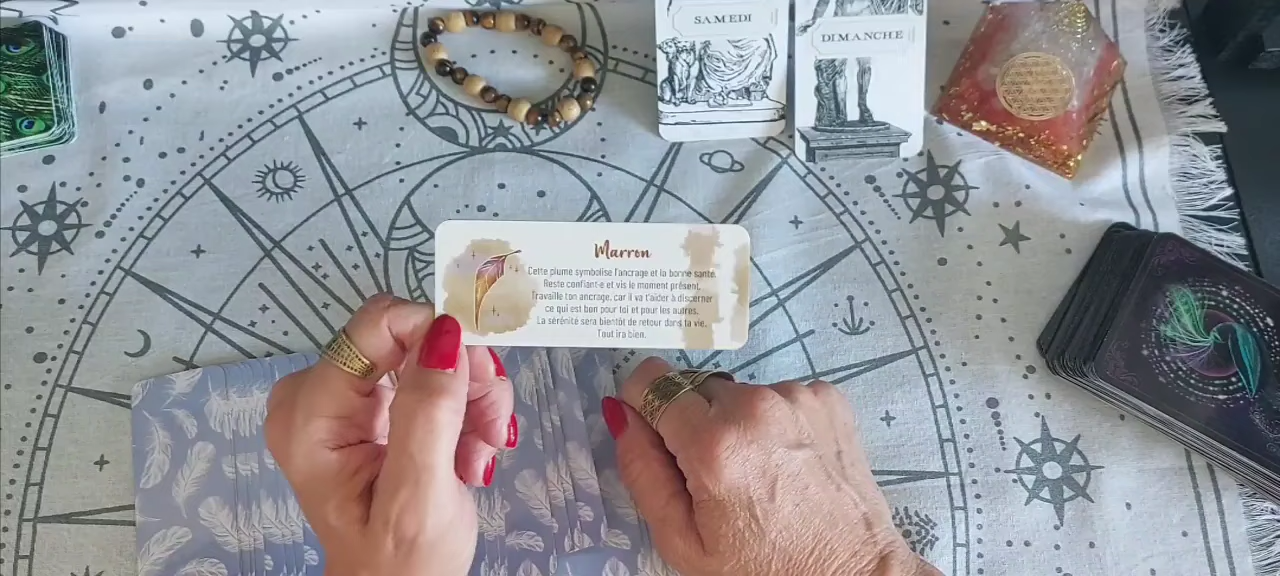 SAMEDI
DIMANCHE
Marron
Cette plume symbolise l'ancrage et la bonne santé.
Reste confiant·e et vis le moment présent.
Travaille ton ancrage, car il va t'aider à discerner
ce qui est bon pour toi et pour les autres.
La sérénité sera bientôt de retour dans ta vie.
Tout ira bien.